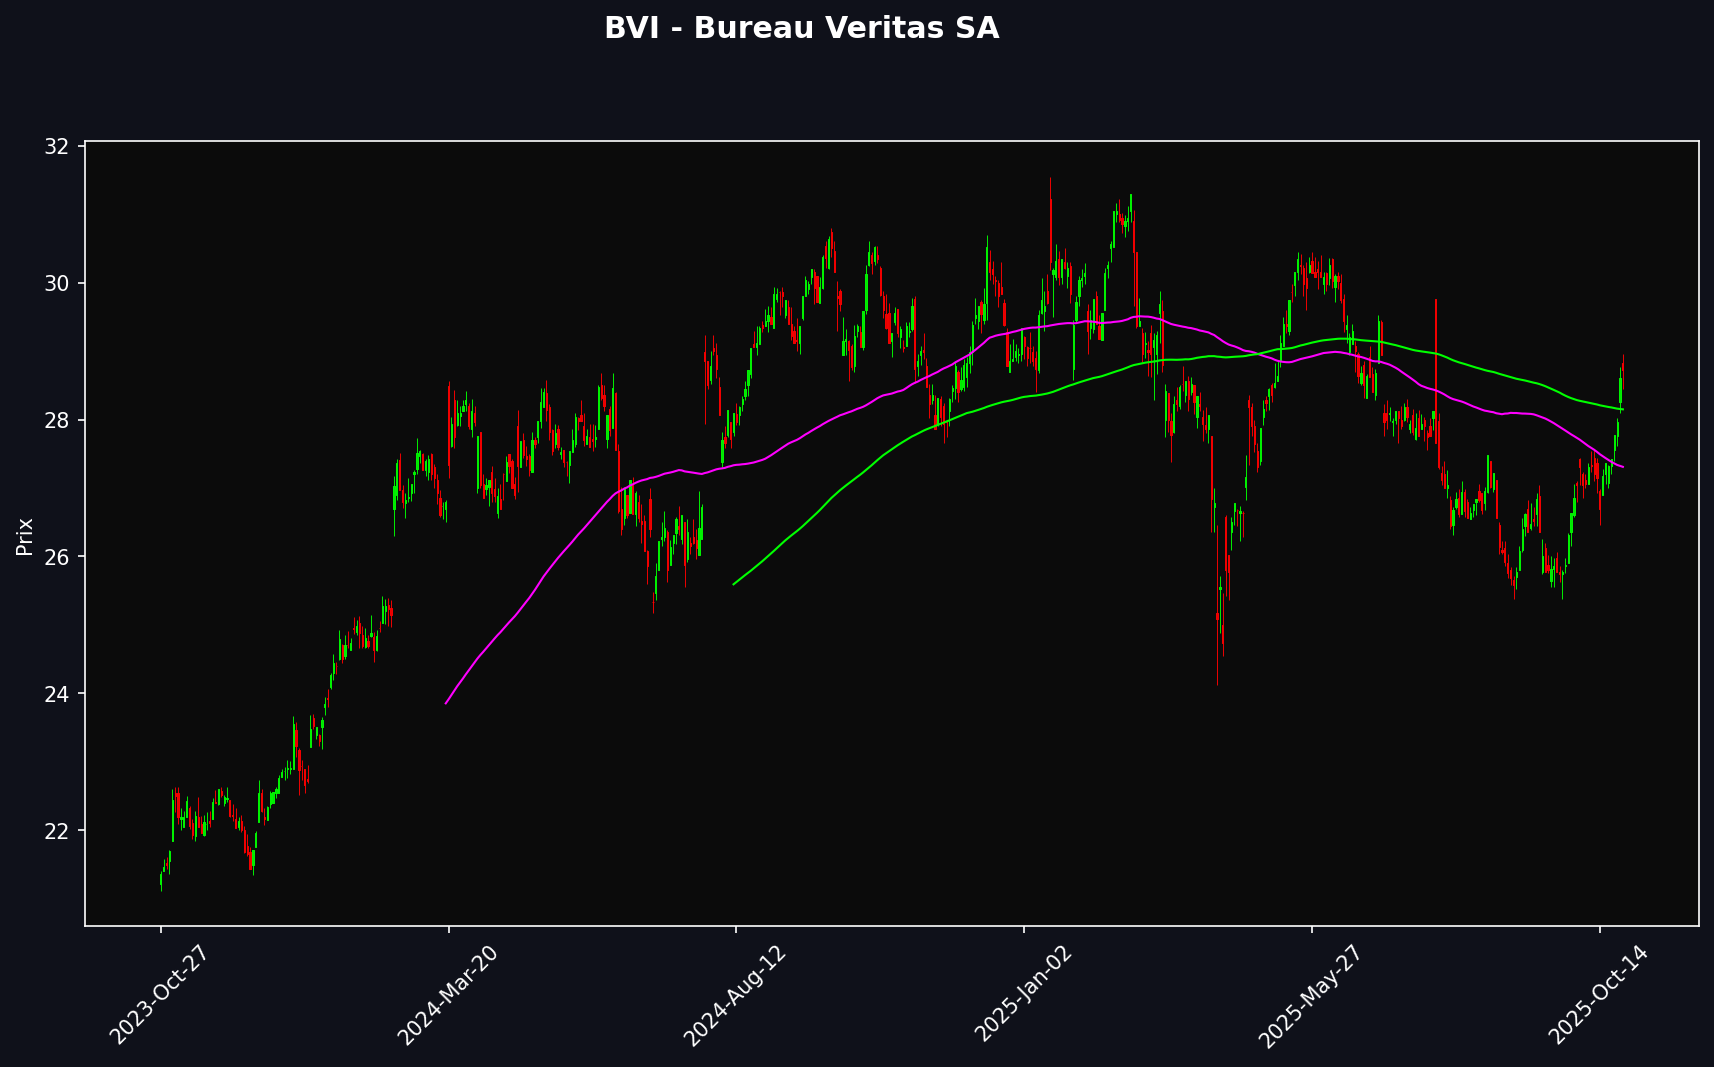 BVI - Bureau Veritas SA
Prix
32
30
28
26
24
22
2023-Oct-27
2024-Mar-20
2024-Aug-12
2025-Jan-02
2025-May-27
2025-Oct-14